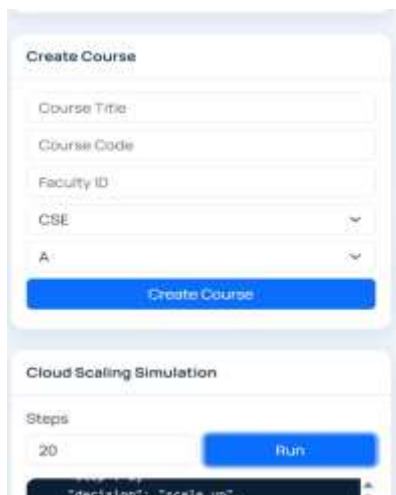 Create Course
Course Title
Course Code
Faculty ID
CSE
A
Create Course
Cloud Scaling Simulation
Steps
20 Run
"decision": "scale_up"